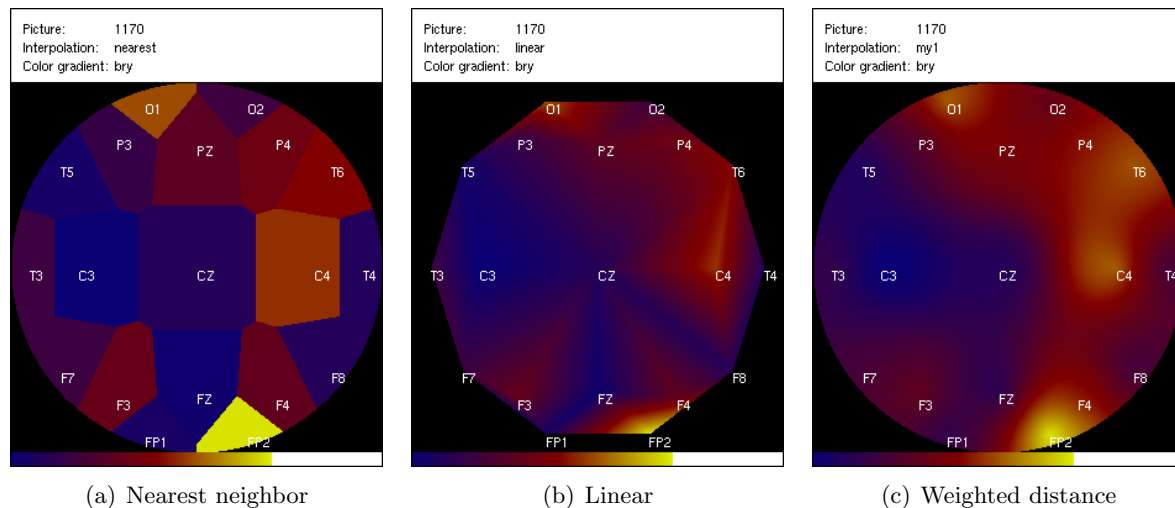 Picture: 1170
Interpolation: nearest
Color gradient: bry
O1 O2
P3 PZ P4
T5 T6
T3 C3 CZ C4 T4
F7 F8
F3 FZ F4
FP1 FP2
(a) Nearest neighbor
Picture: 1170
Interpolation: linear
Color gradient: bry
O1 O2
P3 PZ P4
T5 T6
T3 C3 CZ C4 T4
F7 F8
F3 FZ F4
FP1 FP2
(b) Linear
Picture: 1170
Interpolation: my1
Color gradient: bry
O1 O2
P3 PZ P4
T5 T6
T3 C3 CZ C4 T4
F7 F8
F3 FZ F4
FP1 FP2
(c) Weighted distance